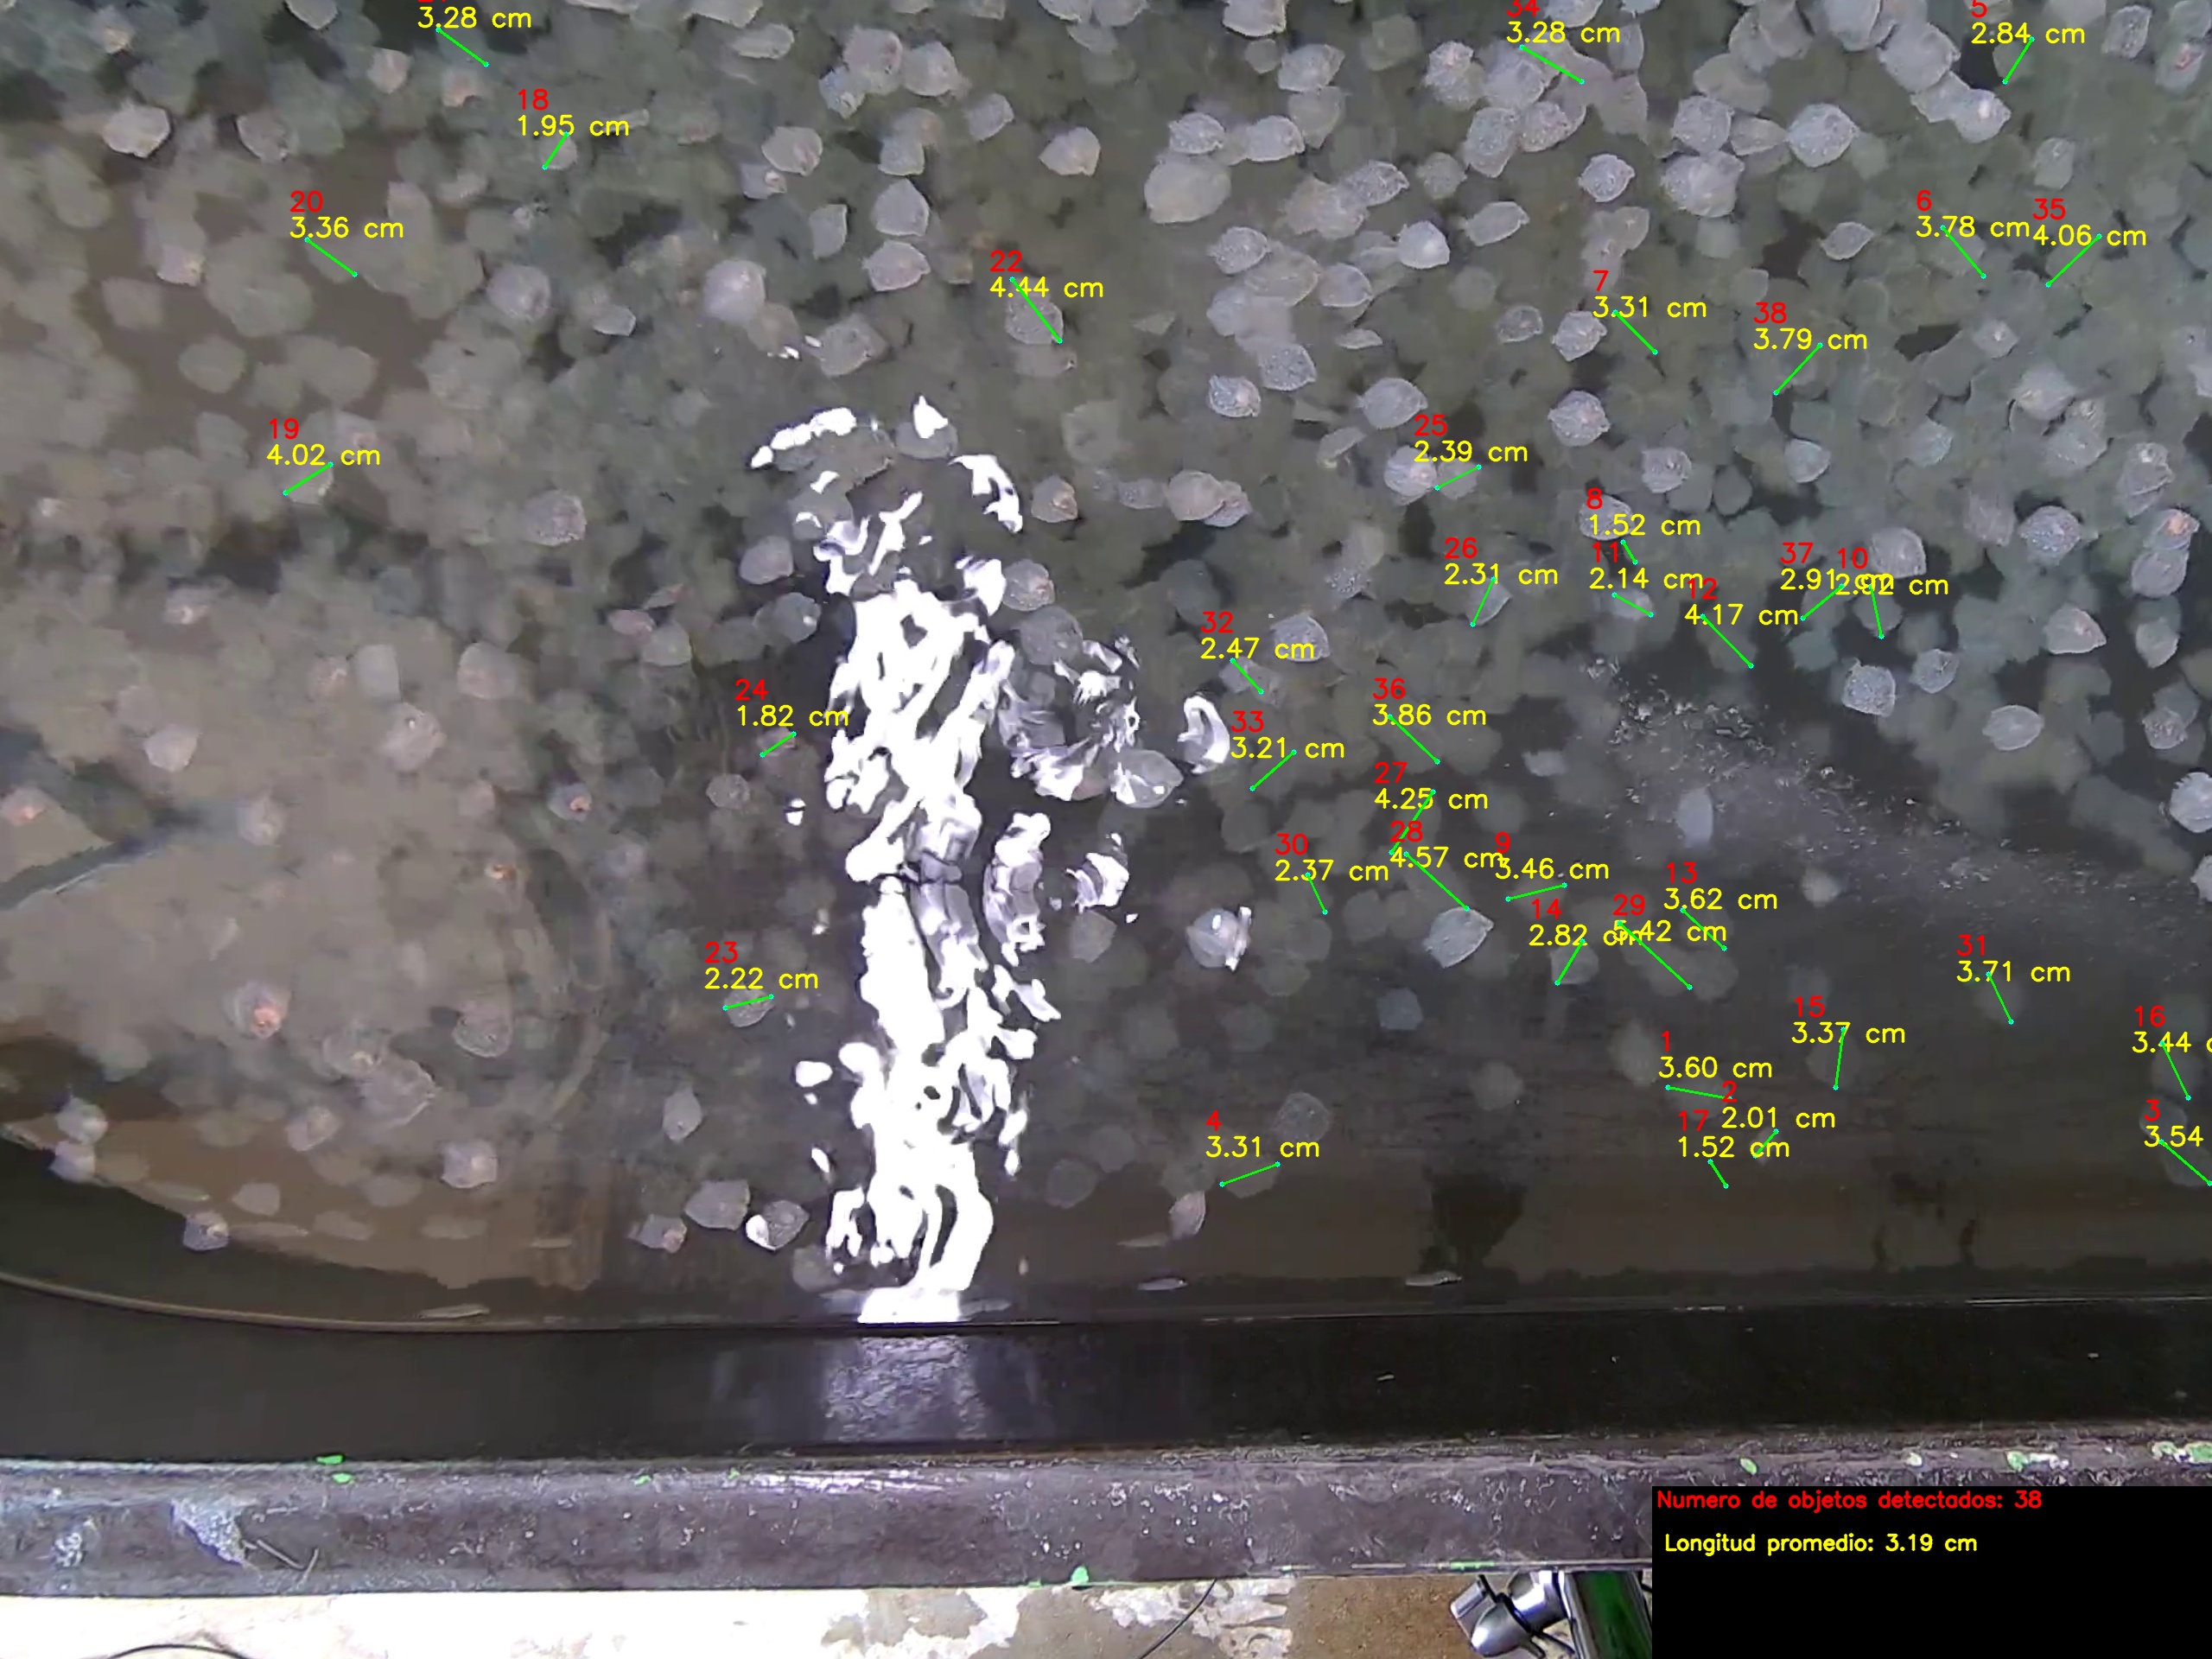 3.28 cm
34
3.28 cm
5
2.84 cm
18
1.95 cm
20
3.36 cm
6
3.78 cm
35
4.06 cm
22
4.44 cm
7
3.31 cm
38
3.79 cm
19
4.02 cm
25
2.39 cm
8
1.52 cm
26
2.31 cm
11
2.14 cm
37
2.91 cm
10
2.92 cm
12
4.17 cm
32
2.47 cm
24
1.82 cm
36
3.86 cm
33
3.21 cm
27
4.25 cm
28
4.57 cm
30
2.37 cm
9
3.46 cm
13
3.62 cm
14
2.82 cm
29
5.42 cm
23
2.22 cm
31
3.71 cm
15
3.37 cm
16
3.44
1
3.60 cm
2
2.01 cm
17
1.52 cm
4
3.31 cm
3
3.54
Numero de objetos detectados: 38
Longitud promedio: 3.19 cm